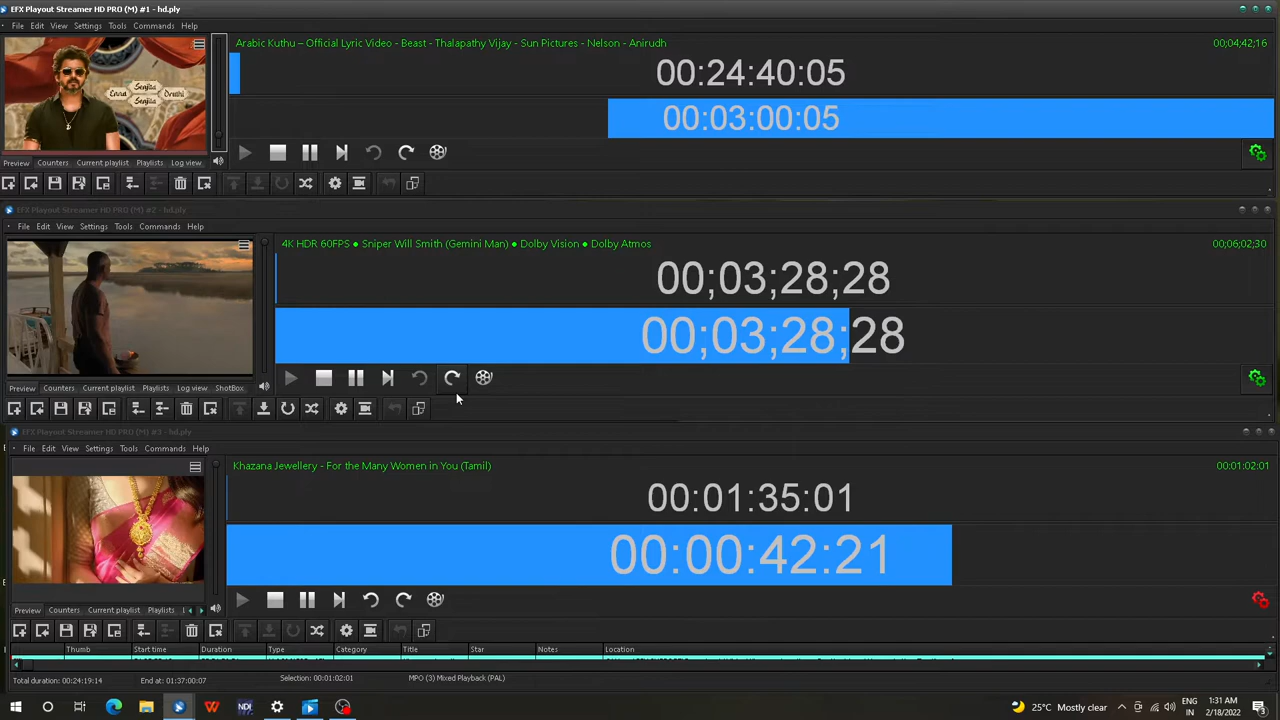 EFX Playout Streamer HD PRO (M) #1 - hd.ply
File Edit View Settings Tools Commands Help
Arabic Kuthu – Official Lyric Video - Beast - Thalapathy Vijay - Sun Pictures - Nelson - Anirudh
00;04;42;16
00:24:40:05
00:03:00:05
Preview Counters Current playlist Playlists Log view
EFX Playout Streamer HD PRO (M) #2 - hd.ply
File Edit View Settings Tools Commands Help
4K HDR 60FPS ● Sniper Will Smith (Gemini Man) ● Dolby Vision ● Dolby Atmos
00;06;02;30
00;03;28;28
00;03;28;28
Preview Counters Current playlist Playlists Log view ShotBox
EFX Playout Streamer HD PRO (M) #3 - hd.ply
File Edit View Settings Tools Commands Help
Khazana Jewellery - For the Many Women in You (Tamil)
00:01:02:01
00:01:35:01
00:00:42:21
Preview Counters Current playlist Playlists
Thumb Start time Duration Type Category Title Star Notes Location
Total duration: 00:24:19:14 End at: 01:37:00:07 Selection: 00:01:02:01 MPO (3) Mixed Playback (PAL)
25°C Mostly clear
ENG
IN
1:31 AM
2/18/2022